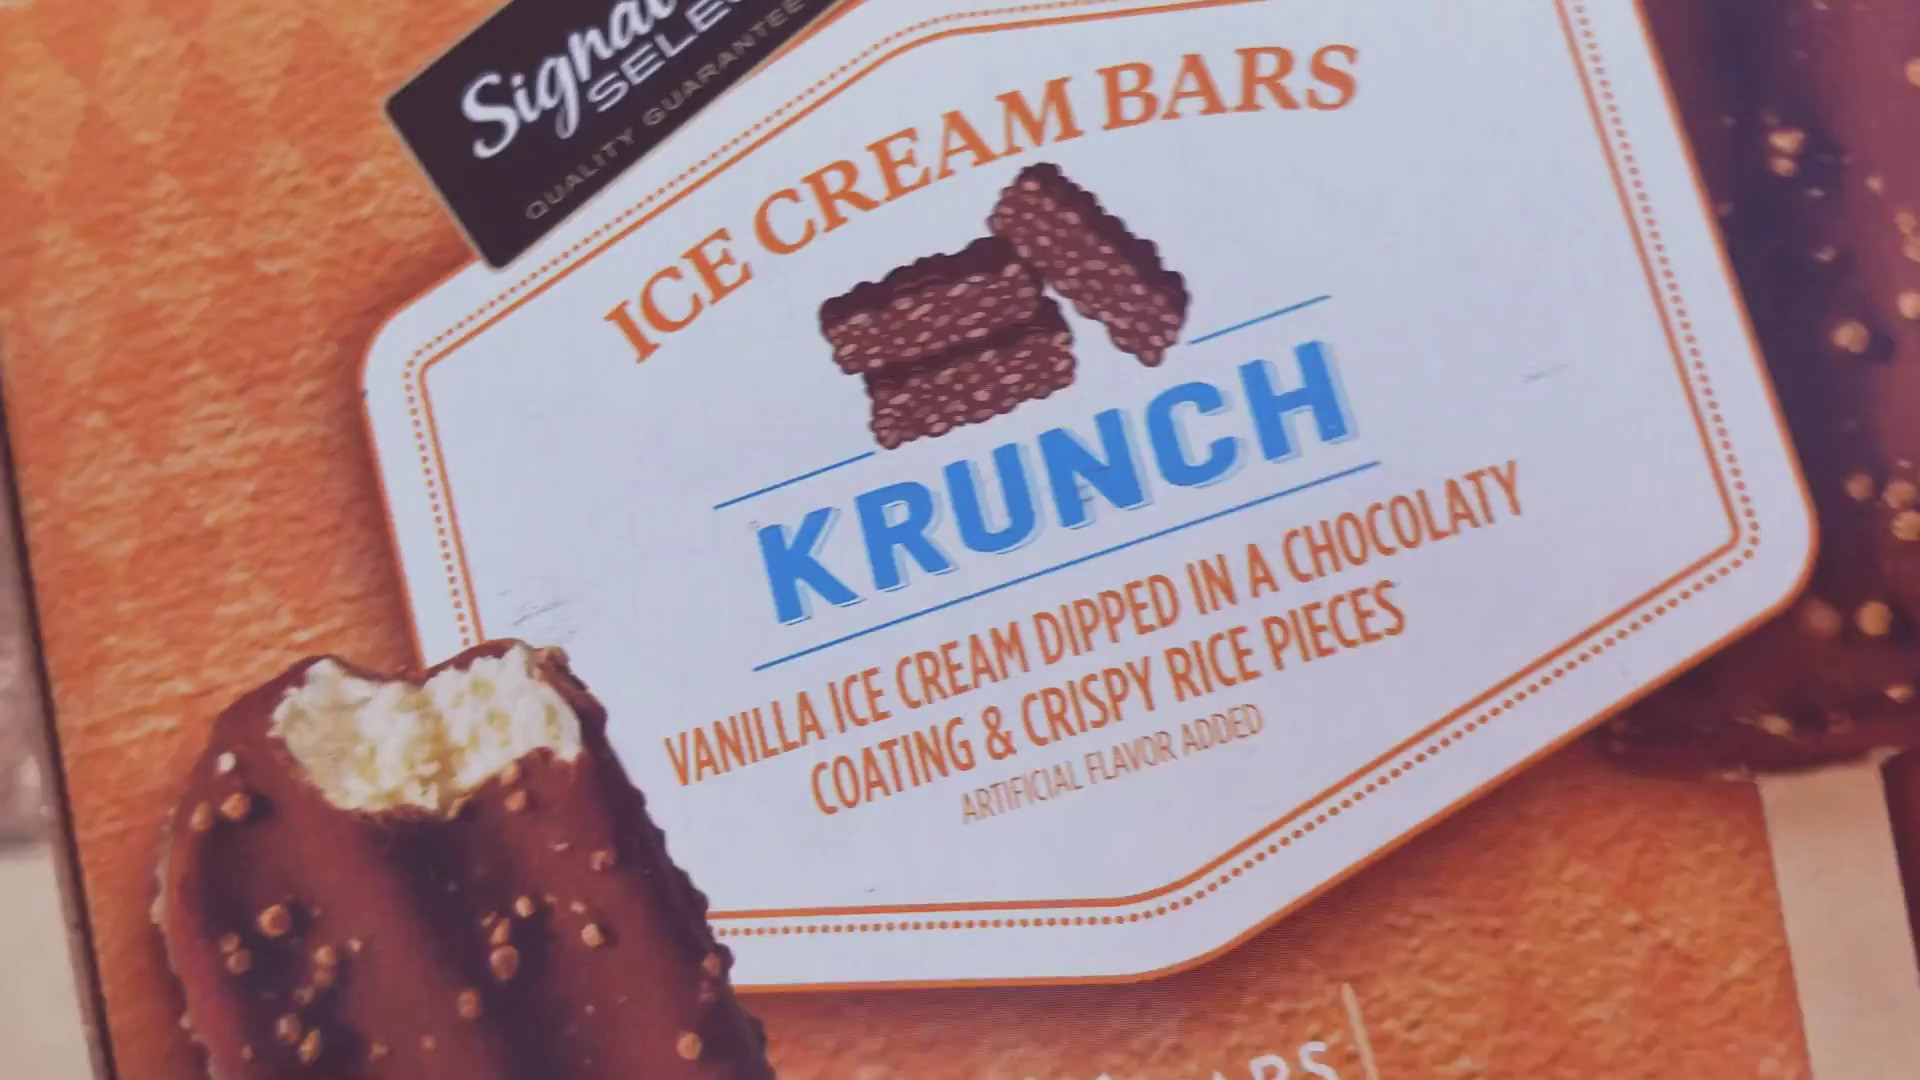 QUALITY GUARANTEE
ICE CREAM BARS
KRUNCH
VANILLA ICE CREAM DIPPED IN A CHOCOLATY
COATING & CRISPY RICE PIECES
ARTIFICIAL FLAVOR ADDED